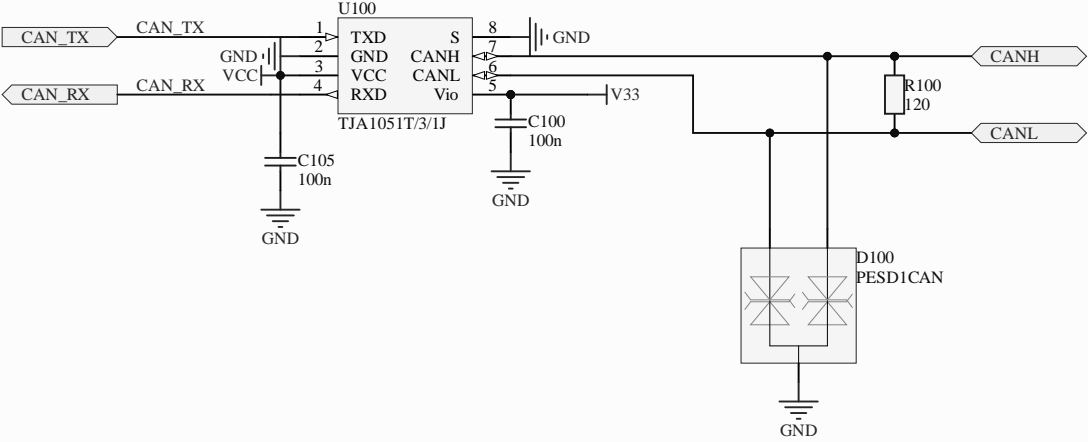 U100
CAN_TX
CAN_TX
1
TXD
S
8
GND
GND
2
GND
CANH
7
CANH
VCC
3
VCC
CANL
6
CAN_RX
CAN_RX
4
RXD
Vio
5
V33
R100
120
TJA1051T/3/1J
C100
100n
CANL
C105
100n
GND
GND
D100
PESD1CAN
GND